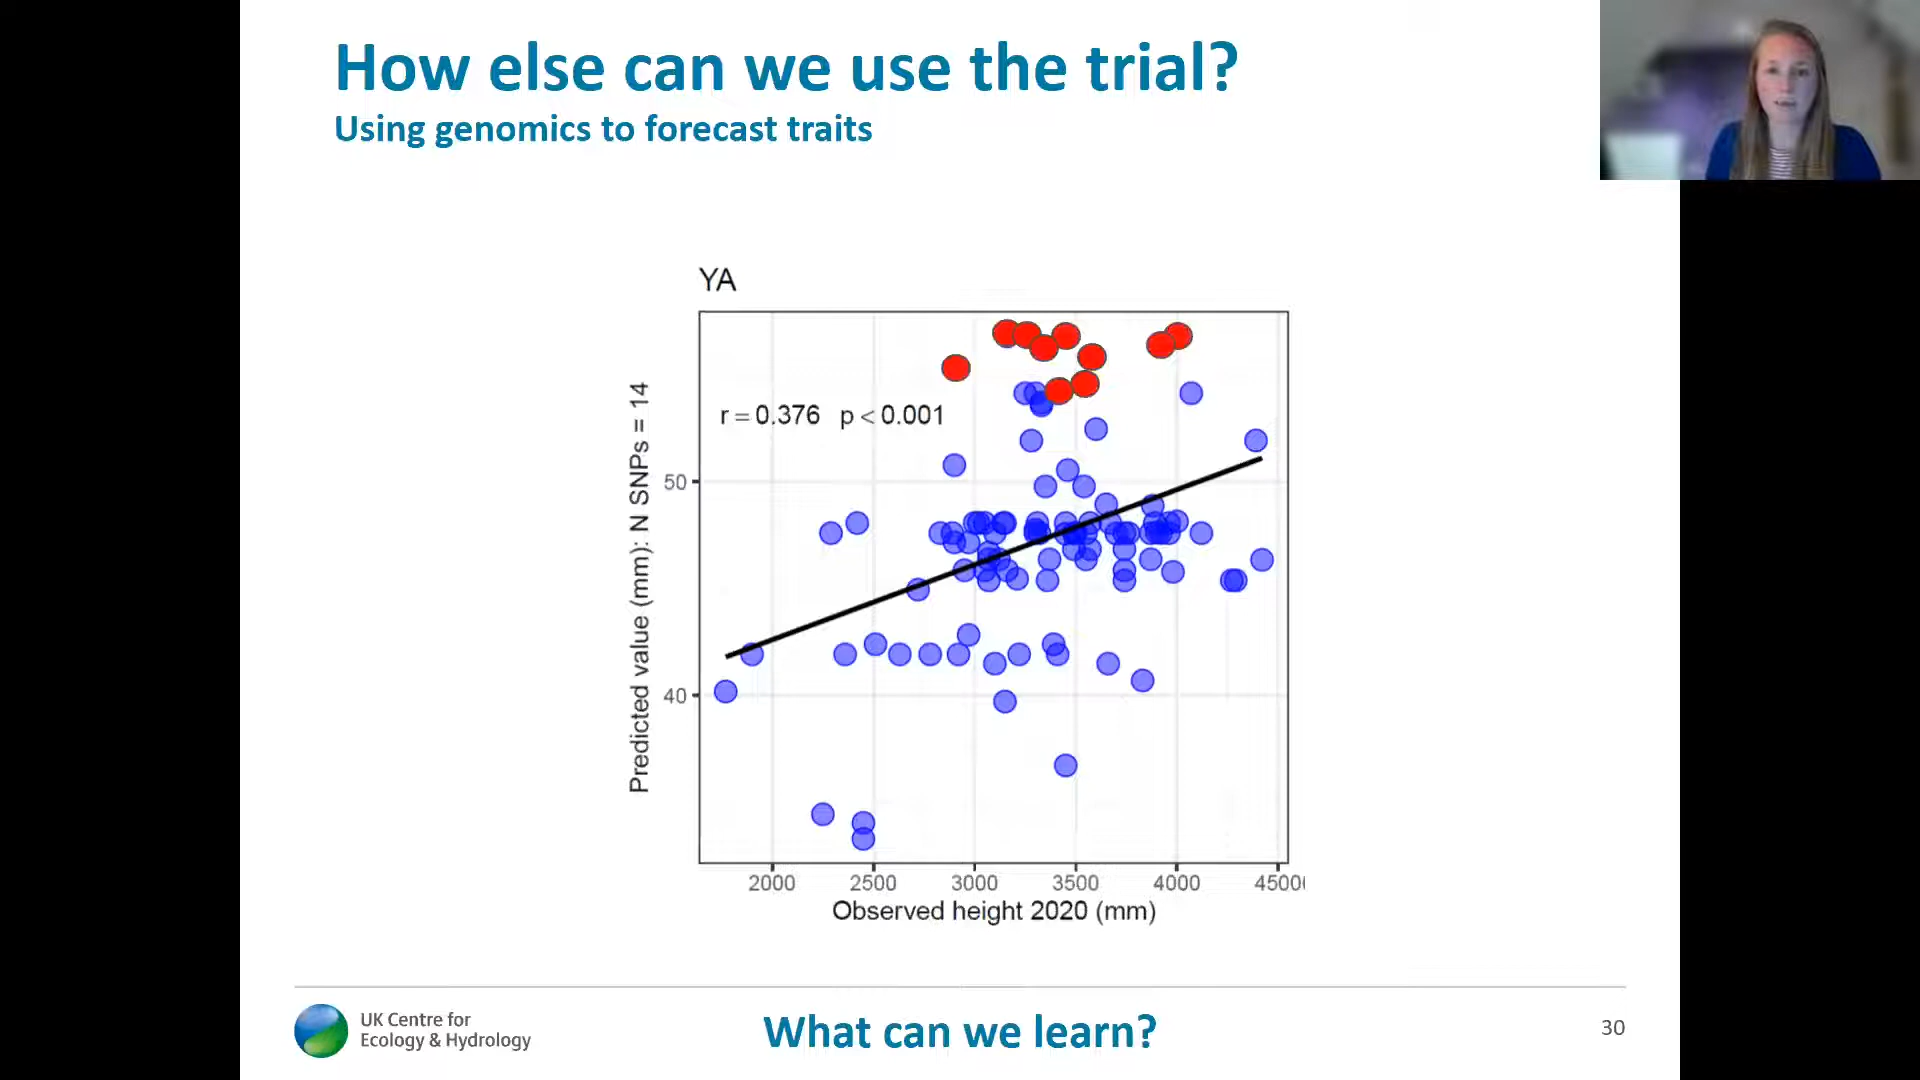 How else can we use the trial?
Using genomics to forecast traits
YA
Predicted value (mm): N SNPs = 14
r = 0.376 p < 0.001
50
40
2000 2500 3000 3500 4000 4500
Observed height 2020 (mm)
UK Centre for
Ecology & Hydrology
What can we learn?
30